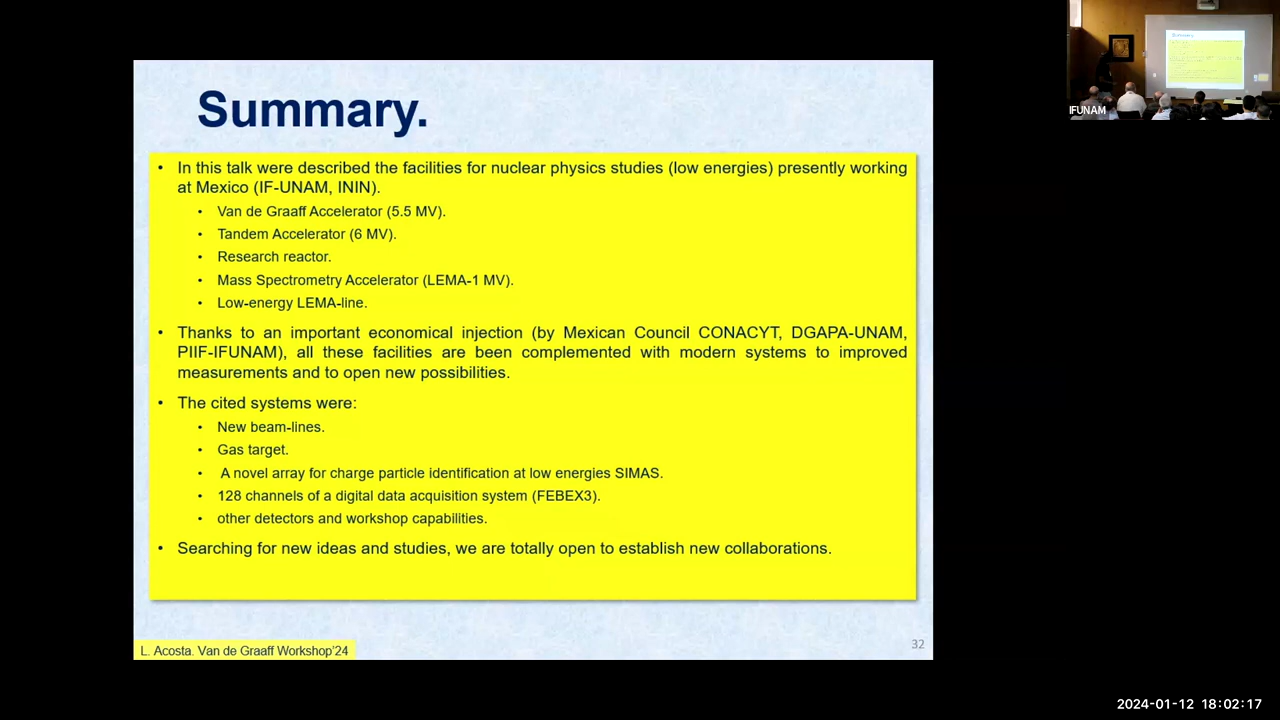 Summary.
• In this talk were described the facilities for nuclear physics studies (low energies) presently working
at Mexico (IF-UNAM, ININ).
• Van de Graaff Accelerator (5.5 MV).
• Tandem Accelerator (6 MV).
• Research reactor.
• Mass Spectrometry Accelerator (LEMA-1 MV).
• Low-energy LEMA-line.
• Thanks to an important economical injection (by Mexican Council CONACYT, DGAPA-UNAM,
PIIF-IFUNAM), all these facilities are been complemented with modern systems to improved
measurements and to open new possibilities.
• The cited systems were:
• New beam-lines.
• Gas target.
• A novel array for charge particle identification at low energies SIMAS.
• 128 channels of a digital data acquisition system (FEBEX3).
• other detectors and workshop capabilities.
• Searching for new ideas and studies, we are totally open to establish new collaborations.
L. Acosta. Van de Graaff Workshop'24
32
Summary.
IFUNAM
2024-01-12 18:02:17